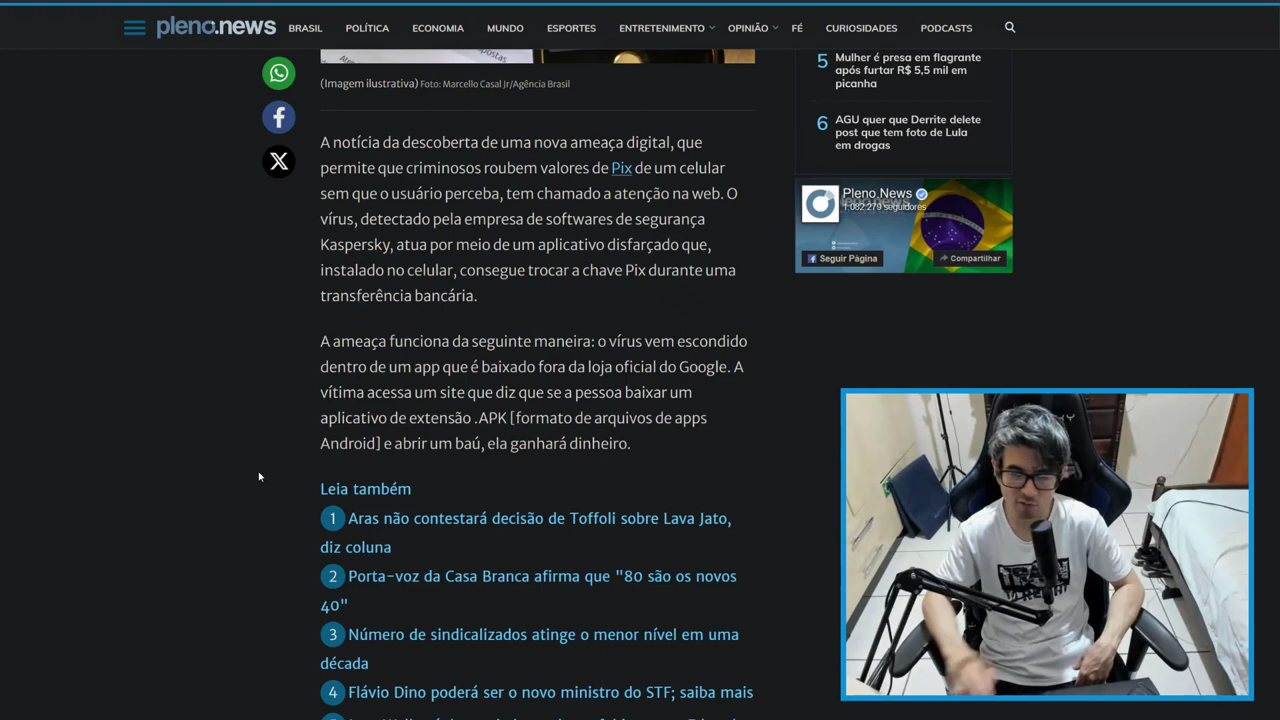 pleno.news
BRASIL POLÍTICA ECONOMIA MUNDO ESPORTES ENTRETENIMENTO OPINIÃO FÉ CURIOSIDADES PODCASTS
(Imagem ilustrativa) Foto: Marcello Casal Jr/Agência Brasil
A notícia da descoberta de uma nova ameaça digital, que
permite que criminosos roubem valores de Pix de um celular
sem que o usuário perceba, tem chamado a atenção na web. O
vírus, detectado pela empresa de softwares de segurança
Kaspersky, atua por meio de um aplicativo disfarçado que,
instalado no celular, consegue trocar a chave Pix durante uma
transferência bancária.
A ameaça funciona da seguinte maneira: o vírus vem escondido
dentro de um app que é baixado fora da loja oficial do Google. A
vítima acessa um site que diz que se a pessoa baixar um
aplicativo de extensão .APK [formato de arquivos de apps
Android] e abrir um baú, ela ganhará dinheiro.
Leia também
1 Aras não contestará decisão de Toffoli sobre Lava Jato,
diz coluna
2 Porta-voz da Casa Branca afirma que "80 são os novos
40"
3 Número de sindicalizados atinge o menor nível em uma
década
4 Flávio Dino poderá ser o novo ministro do STF; saiba mais
5 Mulher é presa em flagrante
após furtar R$ 5,5 mil em
picanha
6 AGU quer que Derrite delete
post que tem foto de Lula
em drogas
Pleno.News
1.082.279 seguidores
Seguir Página
Compartilhar